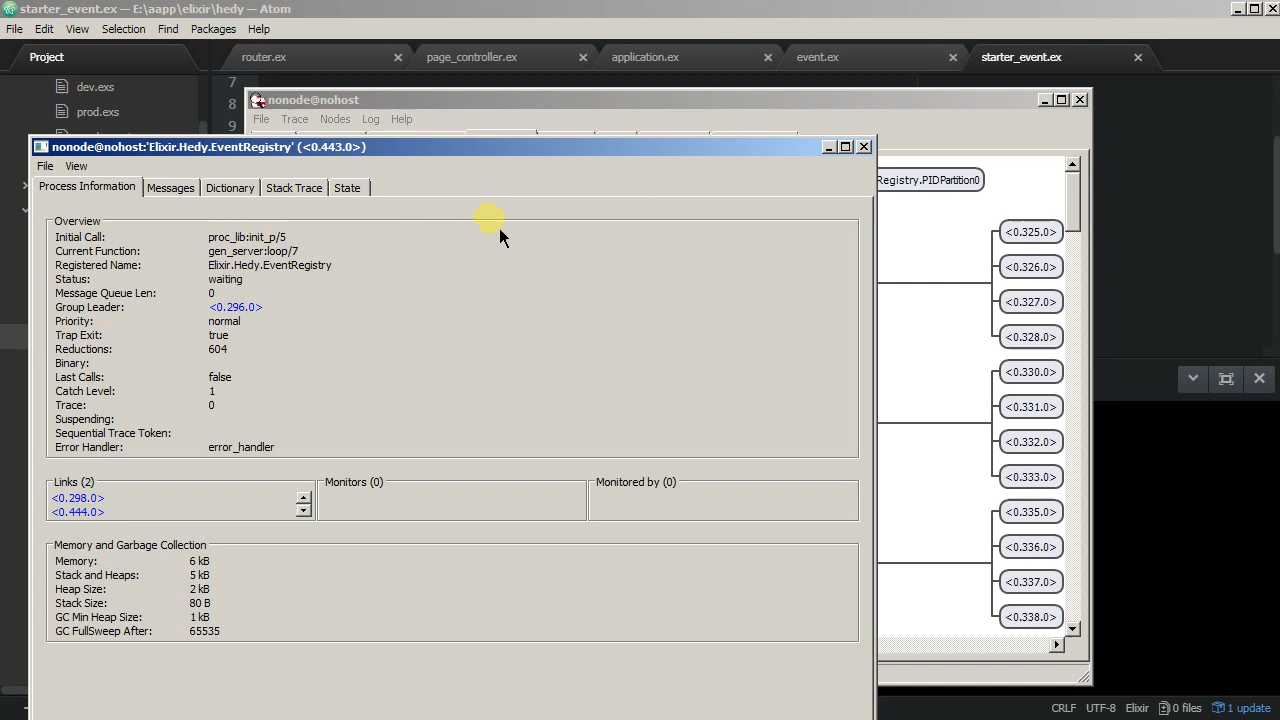 starter_event.ex — E:\aapp\elixir\hedy — Atom
File Edit View Selection Find Packages Help
Project
router.ex
page_controller.ex
application.ex
event.ex
starter_event.ex
dev.exs
prod.exs
7
8
9
nonode@nohost
File Trace Nodes Log Help
nonode@nohost:'Elixir.Hedy.EventRegistry' (<0.443.0>)
File View
Process Information Messages Dictionary Stack Trace State
Overview
Initial Call: proc_lib:init_p/5
Current Function: gen_server:loop/7
Registered Name: Elixir.Hedy.EventRegistry
Status: waiting
Message Queue Len: 0
Group Leader: <0.296.0>
Priority: normal
Trap Exit: true
Reductions: 604
Binary:
Last Calls: false
Catch Level: 1
Trace: 0
Suspending:
Sequential Trace Token:
Error Handler: error_handler
Links (2)
<0.298.0>
<0.444.0>
Monitors (0)
Monitored by (0)
Memory and Garbage Collection
Memory: 6 kB
Stack and Heaps: 5 kB
Heap Size: 2 kB
Stack Size: 80 B
GC Min Heap Size: 1 kB
GC FullSweep After: 65535
Registry.PIDPartition0
<0.325.0>
<0.326.0>
<0.327.0>
<0.328.0>
<0.330.0>
<0.331.0>
<0.332.0>
<0.333.0>
<0.335.0>
<0.336.0>
<0.337.0>
<0.338.0>
CRLF UTF-8 Elixir 0 files 1 update